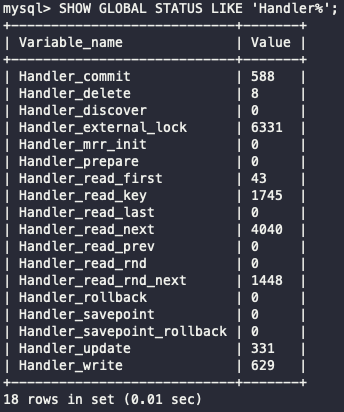 mysql> SHOW GLOBAL STATUS LIKE 'Handler%';
+----------------------------+-------+
| Variable_name              | Value |
+----------------------------+-------+
| Handler_commit             | 588   |
| Handler_delete             | 8     |
| Handler_discover           | 0     |
| Handler_external_lock      | 6331  |
| Handler_mrr_init           | 0     |
| Handler_prepare            | 0     |
| Handler_read_first         | 43    |
| Handler_read_key           | 1745  |
| Handler_read_last          | 0     |
| Handler_read_next          | 4040  |
| Handler_read_prev          | 0     |
| Handler_read_rnd           | 0     |
| Handler_read_rnd_next      | 1448  |
| Handler_rollback           | 0     |
| Handler_savepoint          | 0     |
| Handler_savepoint_rollback | 0     |
| Handler_update             | 331   |
| Handler_write              | 629   |
+----------------------------+-------+
18 rows in set (0.01 sec)